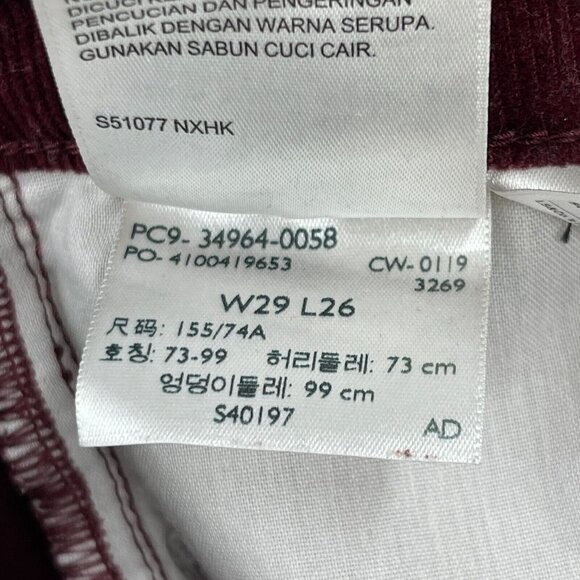 PENCUCIAN DAN PENGERINGAN
DIBALIK DENGAN WARNA SERUPA.
GUNAKAN SABUN CUCI CAIR.
S51077 NXHK
PC9- 34964-0058
PO- 4100419653 CW- 0119
3269
W29 L26
尺码: 155/74A
호칭: 73-99 허리둘레: 73 cm
엉덩이둘레: 99 cm
S40197
AD